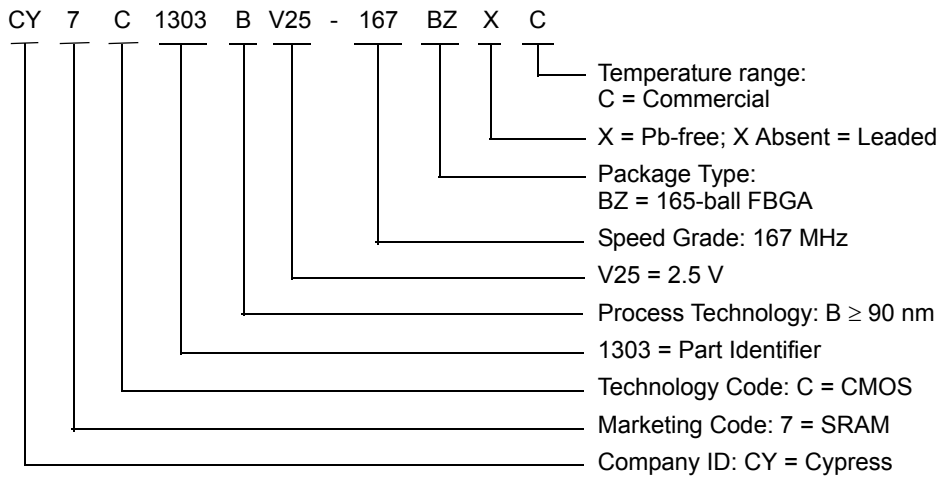 CY 7 C 1303 B V25 - 167 BZ X C
Temperature range:
C = Commercial
X = Pb-free; X Absent = Leaded
Package Type:
BZ = 165-ball FBGA
Speed Grade: 167 MHz
V25 = 2.5 V
Process Technology: B ≥ 90 nm
1303 = Part Identifier
Technology Code: C = CMOS
Marketing Code: 7 = SRAM
Company ID: CY = Cypress